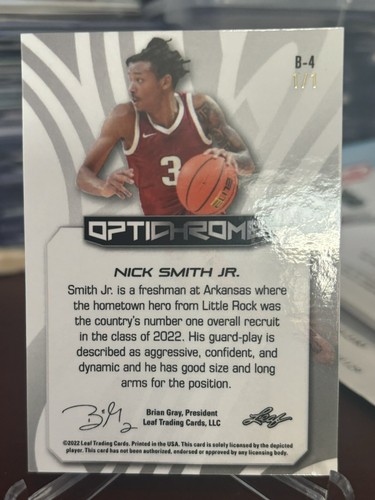 B-4
1/1
3
OPTICHROME
NICK SMITH JR.
Smith Jr. is a freshman at Arkansas where
the hometown hero from Little Rock was
the country's number one overall recruit
in the class of 2022. His guard-play is
described as aggressive, confident, and
dynamic and he has good size and long
arms for the position.
Brian Gray, President
Leaf Trading Cards, LLC
Leaf
©2022 Leaf Trading Cards. Printed in the USA. This card is solely licensed by the depicted
player. This card has not been authorized, endorsed or approved by any licensing body.